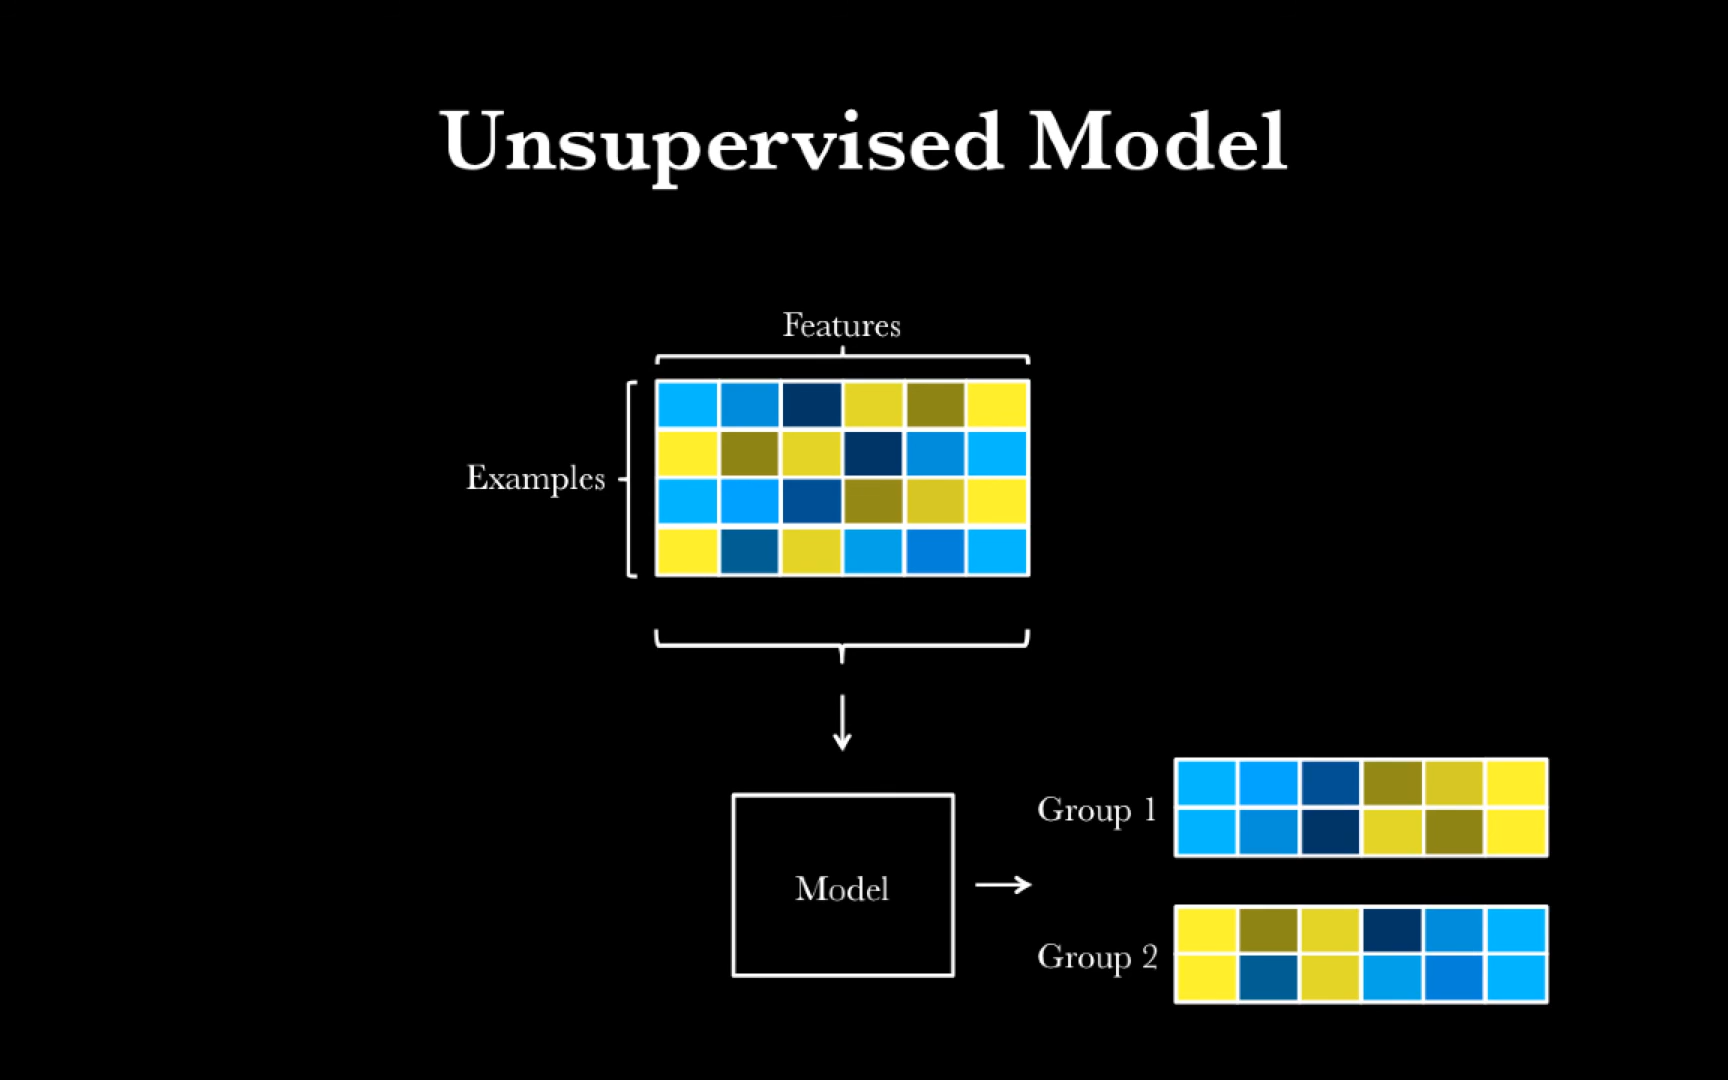 Unsupervised Model
Features
Examples
Model
Group 1
Group 2